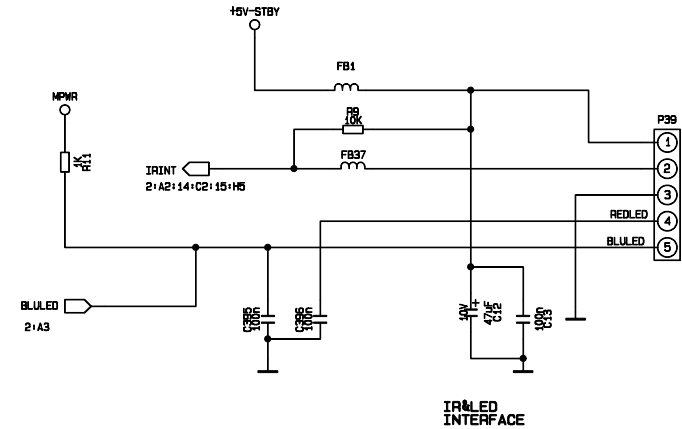 +5V-STBY
FB1
MPWR
R9
10K
P39
1
1K
R11
FB37
IRINT
2
2:A2;14:C2;15:H5
3
REDLED
4
BLULED
5
BLULED
2:A3
C395
100n
C396
100n
10V
+
47uF
C12
100n
C13
IR&LED
INTERFACE